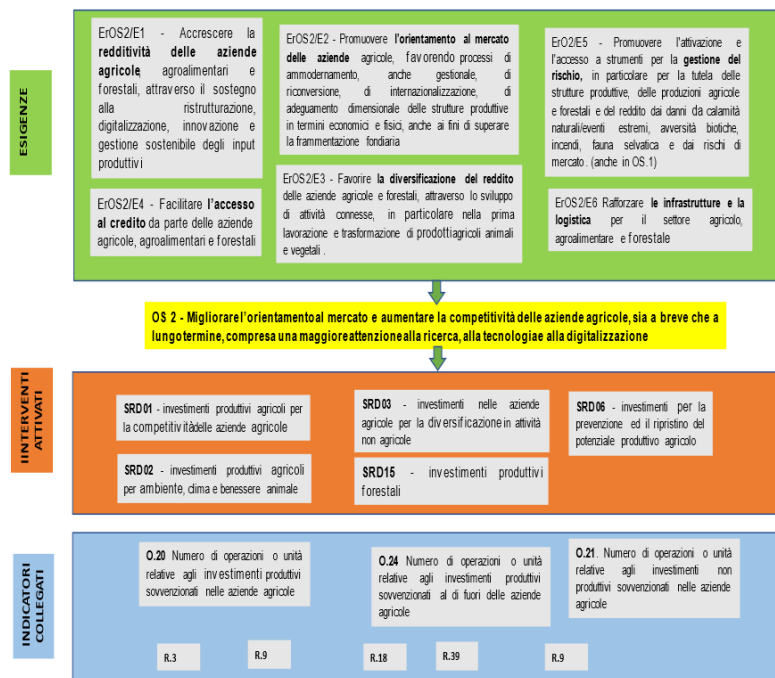 ESIGENZE
ErOS2/E1 - Accrescere la
redditività delle aziende
agricole, agroalimentari e
forestali, attraverso il sostegno
alla ristrutturazione,
digitalizzazione, innovazione e
gestione sostenibile degli input
produttivi
ErOS2/E4 - Facilitare l'accesso
al credito da parte delle aziende
agricole, agroalimentari e forestali
ErOS2/E2 - Promuovere l'orientamento al mercato
delle aziende agricole, favorendo processi di
ammodernamento, anche gestionale, di
riconversione, di internazionalizzazione, di
adeguamento dimensionale delle strutture produttive
in termini economici e fisici, anche ai fini di superare
la frammentazione fondiaria
ErOS2/E3 - Favorire la diversificazione del reddito
delle aziende agricole e forestali, attraverso lo sviluppo
di attività connesse, in particolare nella prima
lavorazione e trasformazione di prodotti agricoli animali
e vegetali .
ErO2/E5 - Promuovere l'attivazione e
l'accesso a strumenti per la gestione del
rischio, in particolare per la tutela delle
strutture produttive, delle produzioni agricole
e forestali e del reddito dai danni da calamità
naturali/eventi estremi, avversità biotiche,
incendi, fauna selvatica e dai rischi di
mercato. (anche in OS.1)
ErOS2/E6 Rafforzare le infrastrutture e la
logistica per il settore agricolo,
agroalimentare e forestale
OS 2 - Migliorare l'orientamento al mercato e aumentare la competitività delle aziende agricole, sia a breve che a
lungo termine, compresa una maggiore attenzione alla ricerca, alla tecnologia e alla digitalizzazione
IINTERVENTI
ATTIVATI
SRD01 - investimenti produttivi agricoli per
la competitività delle aziende agricole
SRD02 - investimenti produttivi agricoli
per ambiente, clima e benessere animale
SRD03 - investimenti nelle aziende
agricole per la diversificazione in attività
non agricole
SRD15 - investimenti produttivi
forestali
SRD06 - investimenti per la
prevenzione ed il ripristino del
potenziale produttivo agricolo
INDICATORI
COLLEGATI
O.20 Numero di operazioni o unità
relative agli investimenti produttivi
sovvenzionati nelle aziende agricole
O.24 Numero di operazioni o unità
relative agli investimenti produttivi
sovvenzionati al di fuori delle aziende
agricole
O.21. Numero di operazioni o unità
relative agli investimenti non
produttivi sovvenzionati nelle aziende
agricole
R.3
R.9
R.18
R.39
R.9